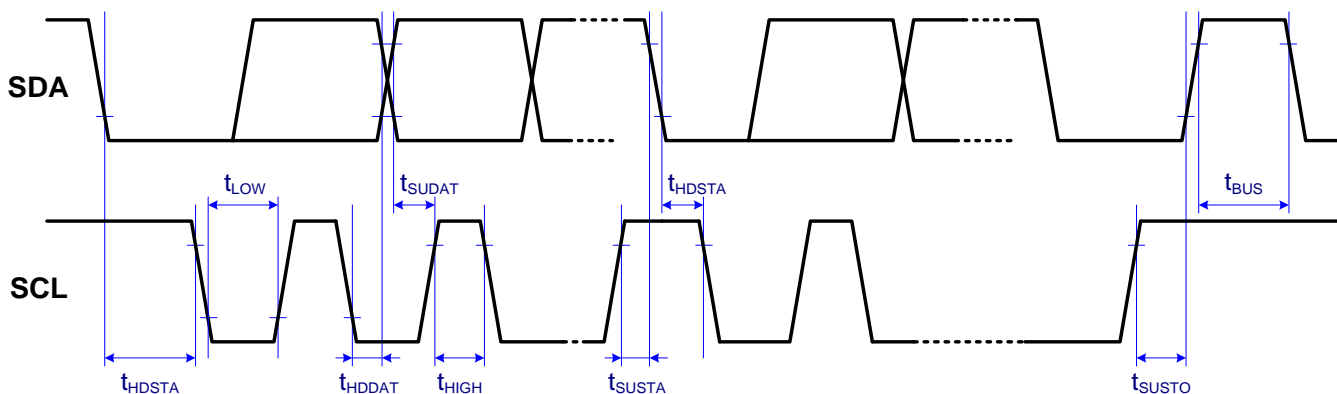 SDA
tLOW
tSUDAT
tHDSTA
tBUS
SCL
tHDSTA
tHDDAT
tHIGH
tSUSTA
tSUSTO